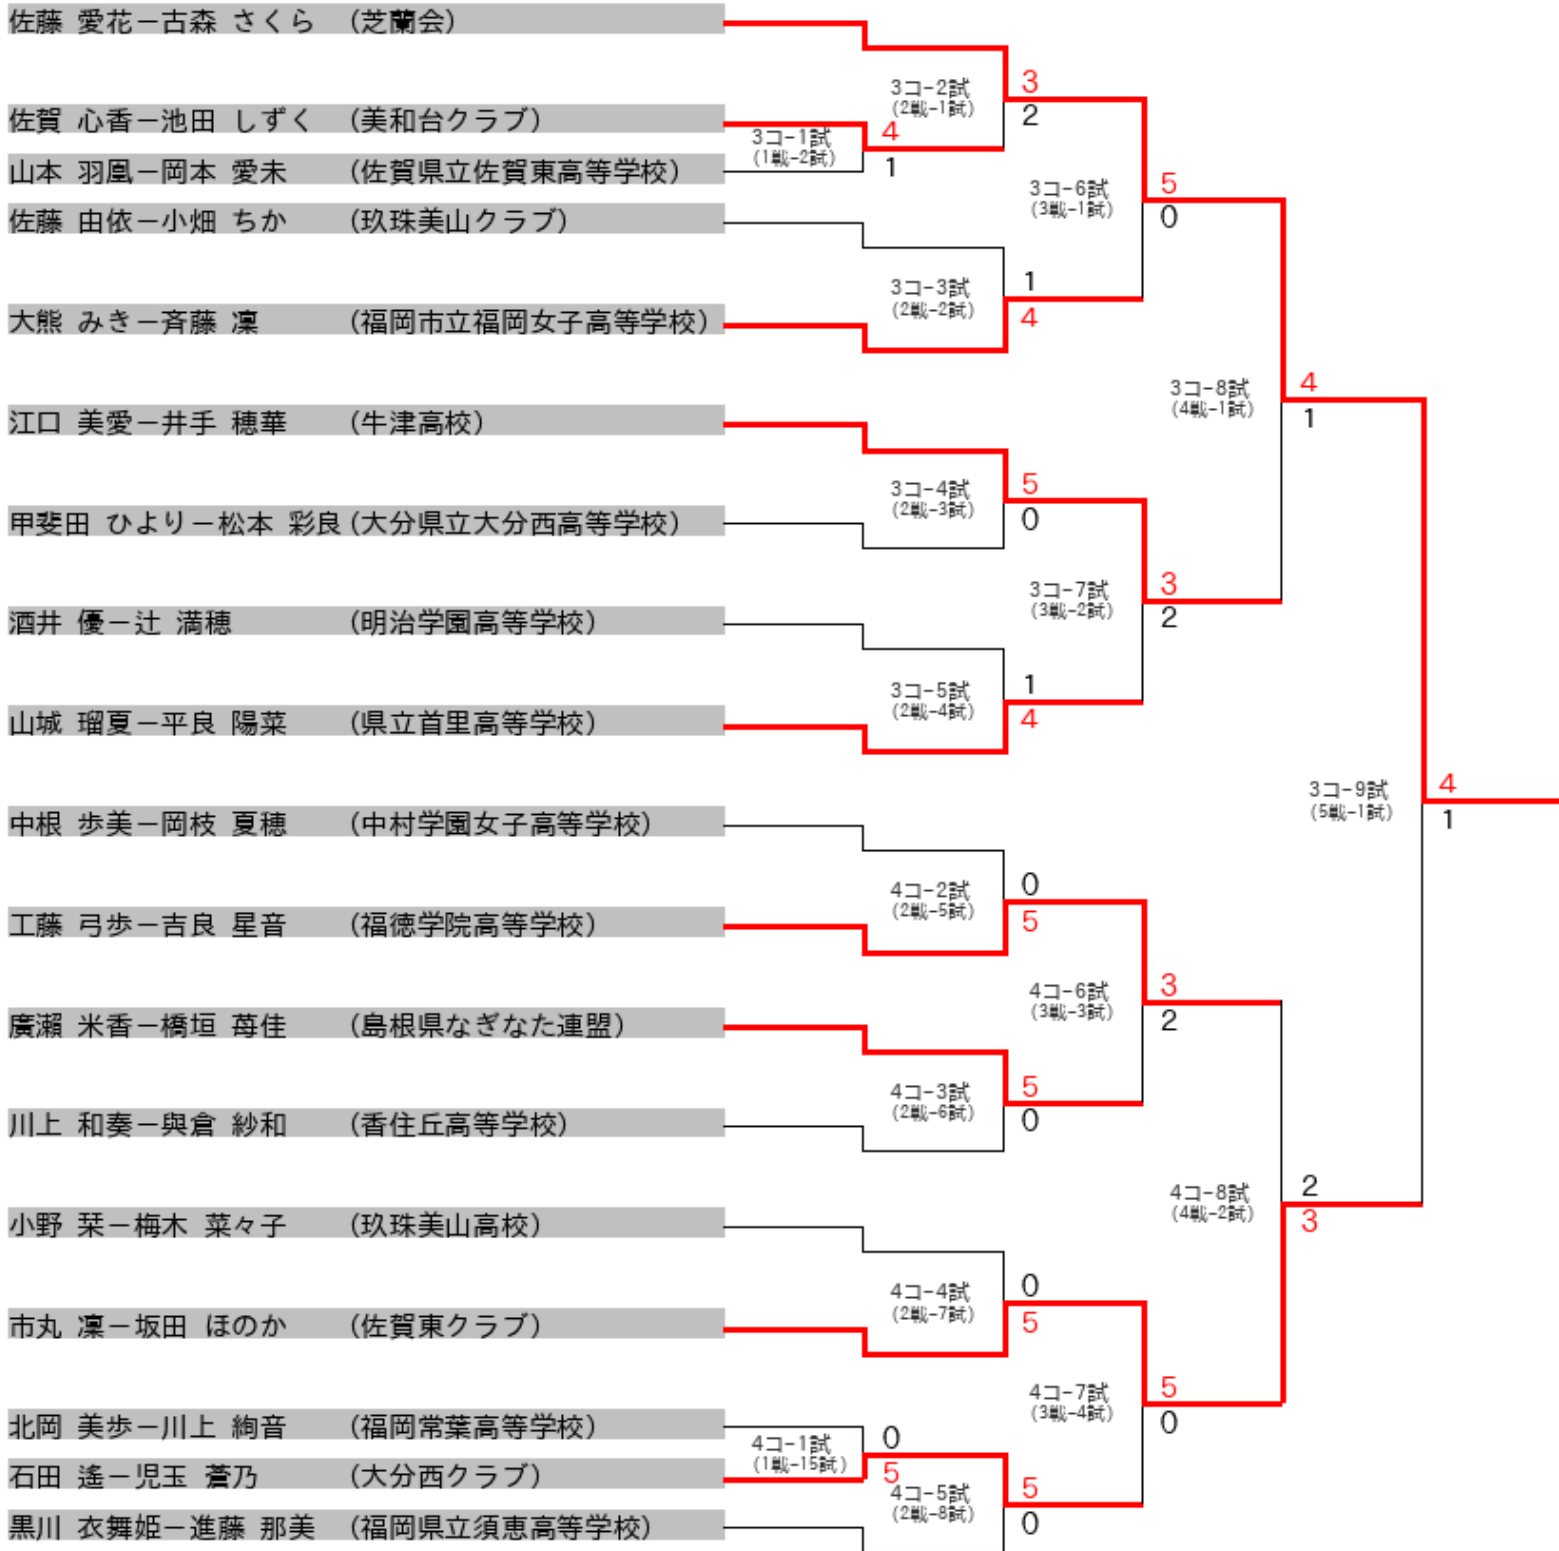 佐藤 愛花－古森 さくら (芝蘭会)
3コ-2試
(2戦-1試)
3
2
佐賀 心香－池田 しずく (美和台クラブ)
3コ-1試
(1戦-2試)
4
1
山本 羽凰－岡本 愛未 (佐賀県立佐賀東高等学校)
3コ-6試
(3戦-1試)
5
0
佐藤 由依－小畑 ちか (玖珠美山クラブ)
3コ-3試
(2戦-2試)
1
4
大熊 みき－斉藤 凜 (福岡市立福岡女子高等学校)
3コ-8試
(4戦-1試)
4
1
江口 美愛－井手 穂華 (牛津高校)
3コ-4試
(2戦-3試)
5
0
甲斐田 ひより－松本 彩良 (大分県立大分西高等学校)
3コ-7試
(3戦-2試)
3
2
酒井 優－辻 満穂 (明治学園高等学校)
3コ-5試
(2戦-4試)
1
4
山城 瑠夏－平良 陽菜 (県立首里高等学校)
3コ-9試
(5戦-1試)
4
1
中根 歩美－岡枝 夏穂 (中村学園女子高等学校)
4コ-2試
(2戦-5試)
0
5
工藤 弓歩－吉良 星音 (福徳学院高等学校)
4コ-6試
(3戦-3試)
3
2
廣瀬 米香－橋垣 苺佳 (島根県なぎなた連盟)
4コ-3試
(2戦-6試)
5
0
川上 和奏－與倉 紗和 (香住丘高等学校)
4コ-8試
(4戦-2試)
2
3
小野 栞－梅木 菜々子 (玖珠美山高校)
4コ-4試
(2戦-7試)
0
5
市丸 凜－坂田 ほのか (佐賀東クラブ)
4コ-7試
(3戦-4試)
5
0
北岡 美歩－川上 絢音 (福岡常葉高等学校)
4コ-1試
(1戦-15試)
0
5
石田 遙－児玉 蒼乃 (大分西クラブ)
4コ-5試
(2戦-8試)
5
0
黒川 衣舞姫－進藤 那美 (福岡県立須恵高等学校)